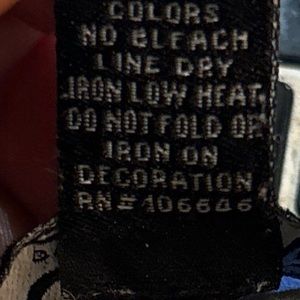 COLORS
NO BLEACH
LINE DRY
IRON LOW HEAT
DO NOT FOLD OR
IRON ON
DECORATION
RN#106646